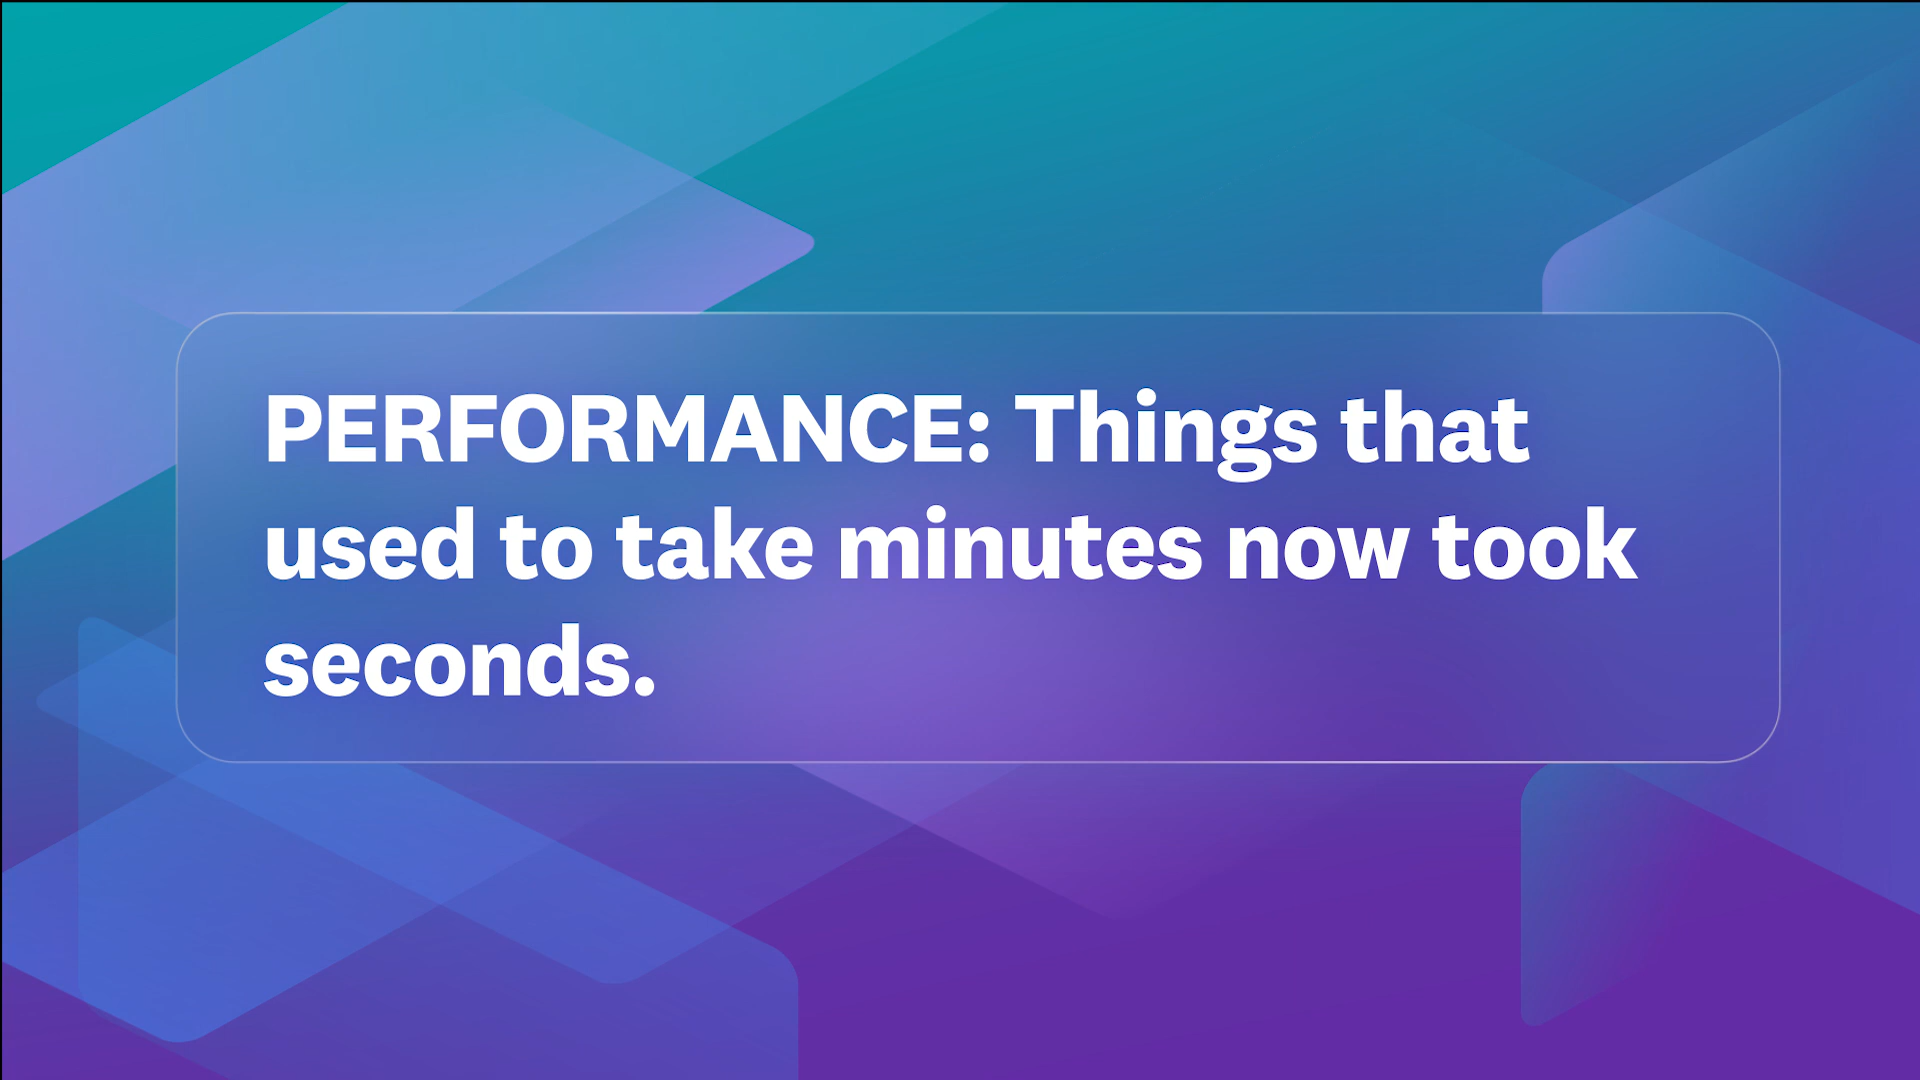 PERFORMANCE: Things that
used to take minutes now took
seconds.